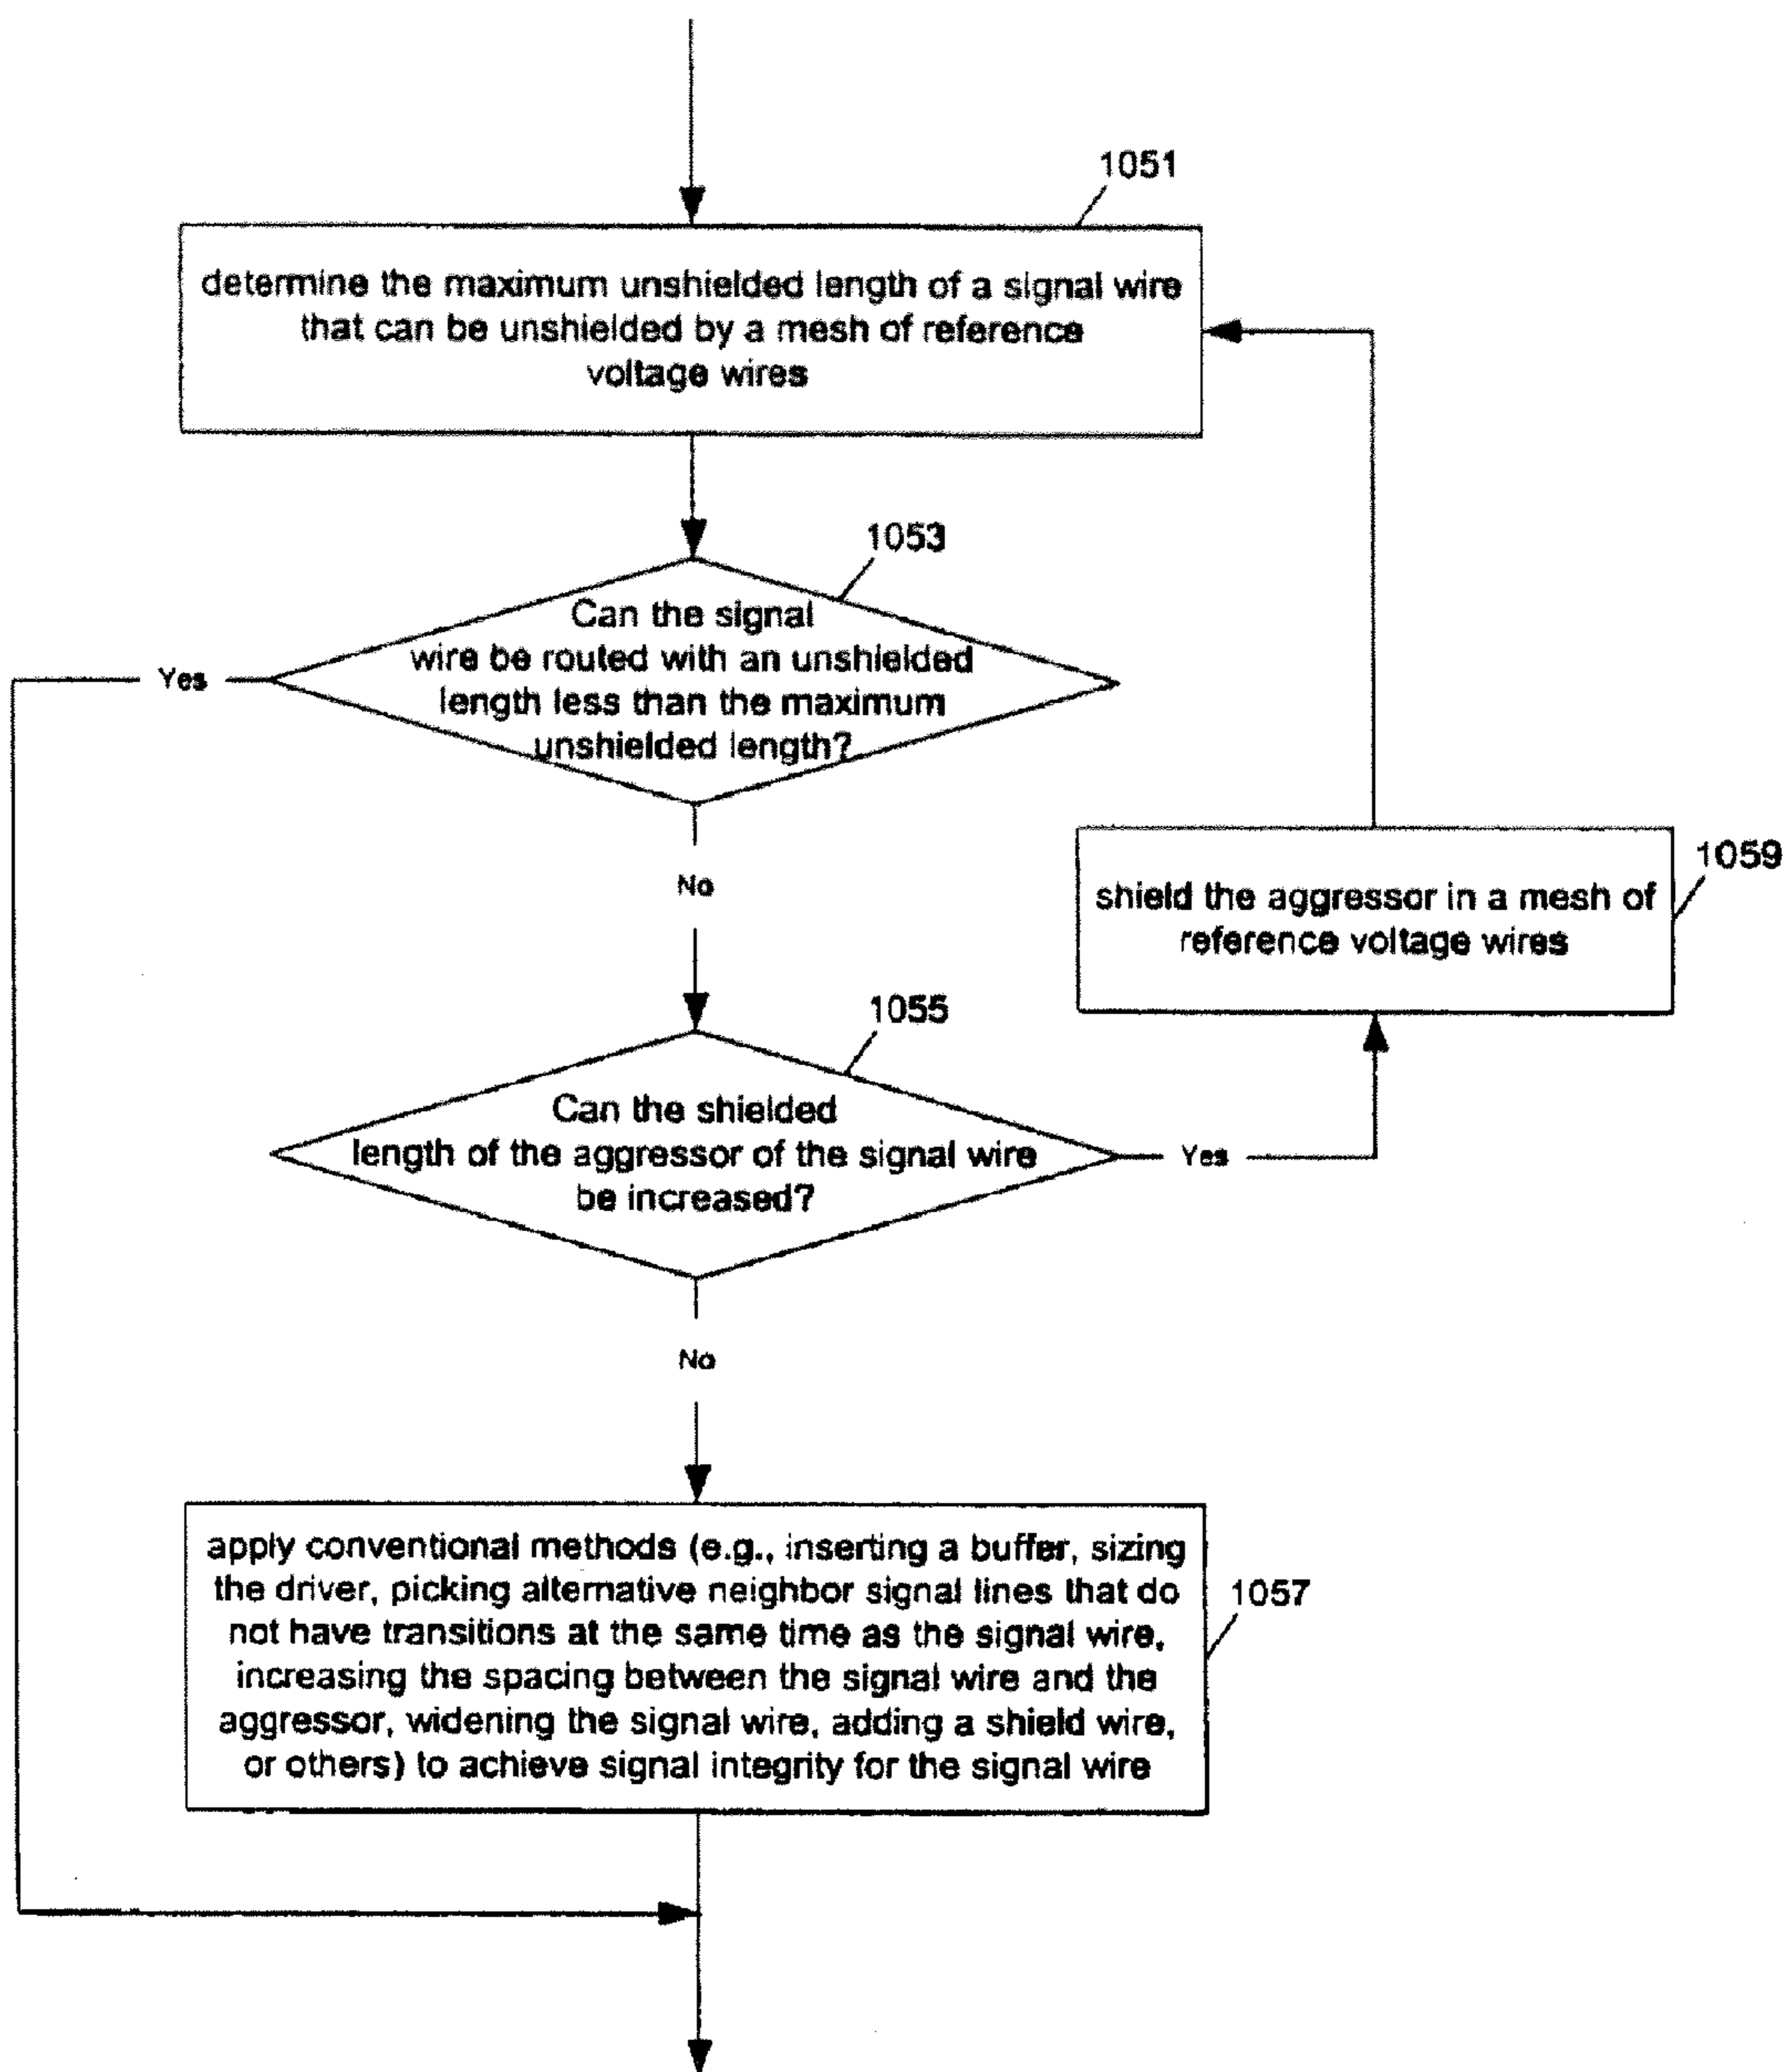 1051
determine the maximum unshielded length of a signal wire
that can be unshielded by a mesh of reference
voltage wires
1053
Can the signal
wire be routed with an unshielded
length less than the maximum
unshielded length?
Yes
No
1059
shield the aggressor in a mesh of
reference voltage wires
1055
Can the shielded
length of the aggressor of the signal wire
be increased?
Yes
No
1057
apply conventional methods (e.g., inserting a buffer, sizing
the driver, picking alternative neighbor signal lines that do
not have transitions at the same time as the signal wire,
increasing the spacing between the signal wire and the
aggressor, widening the signal wire, adding a shield wire,
or others) to achieve signal integrity for the signal wire